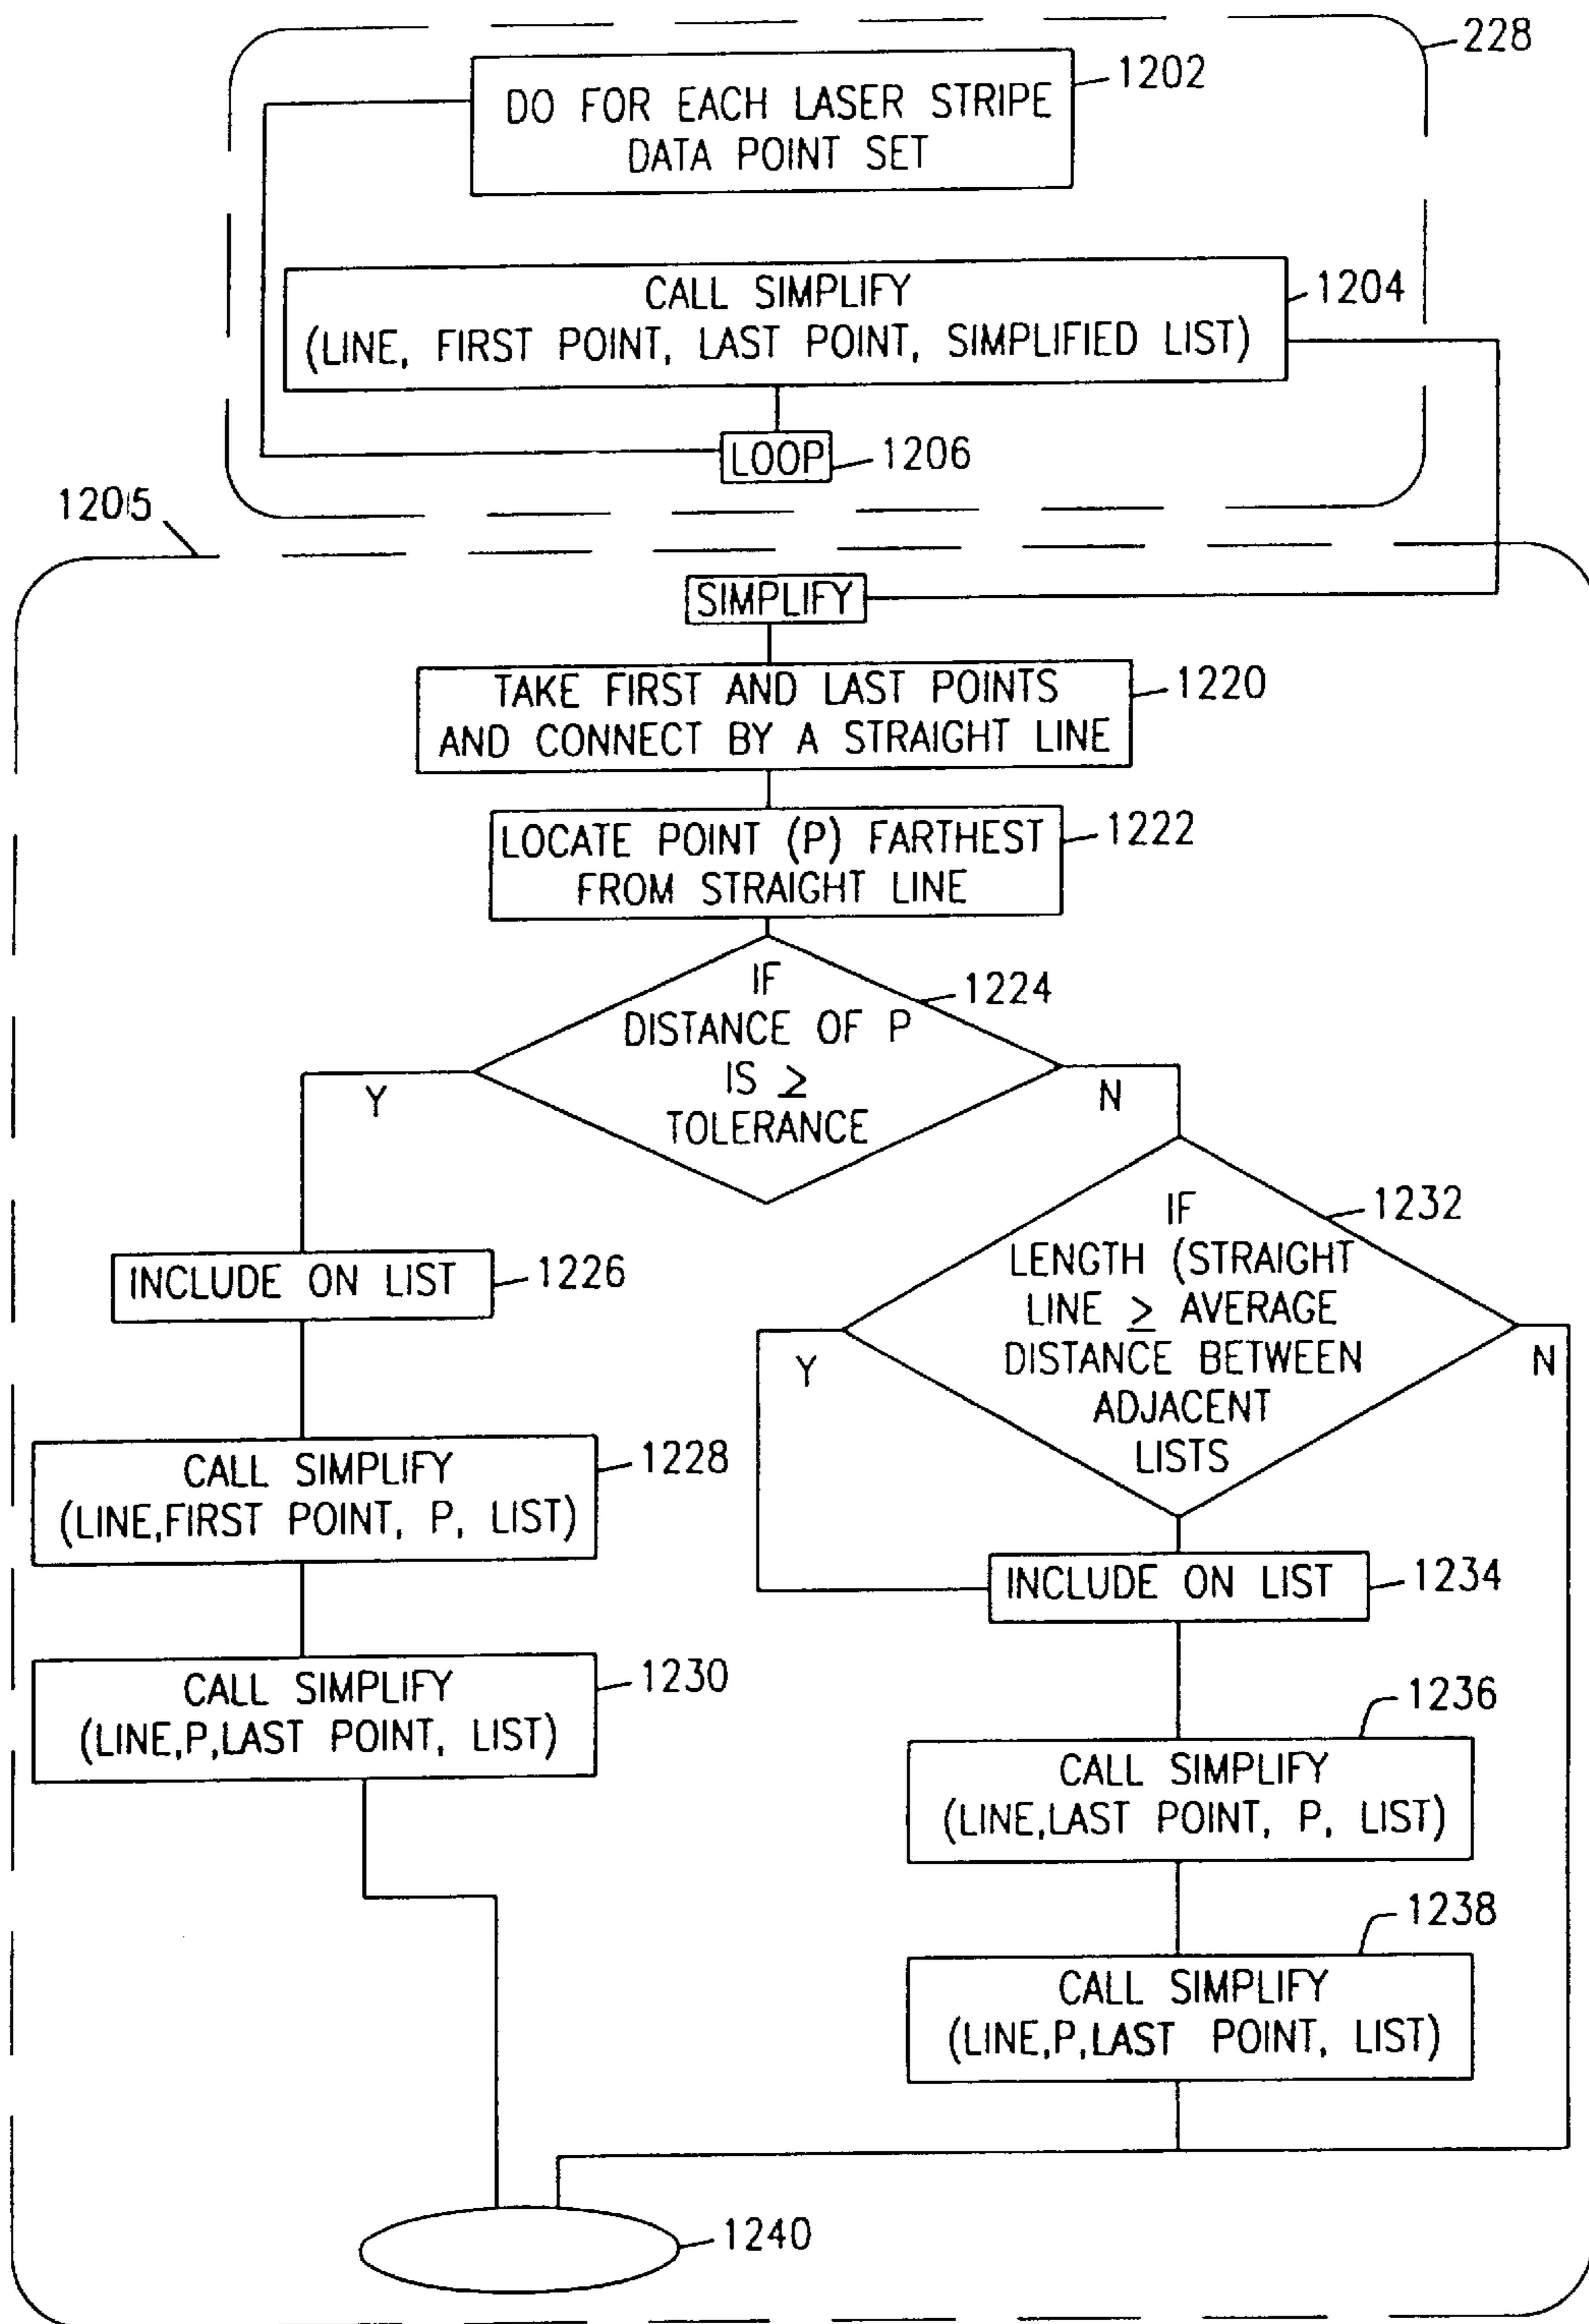 228
1202
DO FOR EACH LASER STRIPE
DATA POINT SET
CALL SIMPLIFY
(LINE, FIRST POINT, LAST POINT, SIMPLIFIED LIST)
1204
LOOP
1206
1205
SIMPLIFY
TAKE FIRST AND LAST POINTS
AND CONNECT BY A STRAIGHT LINE
1220
LOCATE POINT (P) FARTHEST
FROM STRAIGHT LINE
1222
IF
DISTANCE OF P
IS ≥
TOLERANCE
1224
Y
N
IF
LENGTH (STRAIGHT
LINE ≥ AVERAGE
DISTANCE BETWEEN
ADJACENT
LISTS
1232
Y
N
INCLUDE ON LIST
1226
CALL SIMPLIFY
(LINE,FIRST POINT, P, LIST)
1228
CALL SIMPLIFY
(LINE,P,LAST POINT, LIST)
1230
INCLUDE ON LIST
1234
1236
CALL SIMPLIFY
(LINE,LAST POINT, P, LIST)
1238
CALL SIMPLIFY
(LINE,P,LAST POINT, LIST)
1240